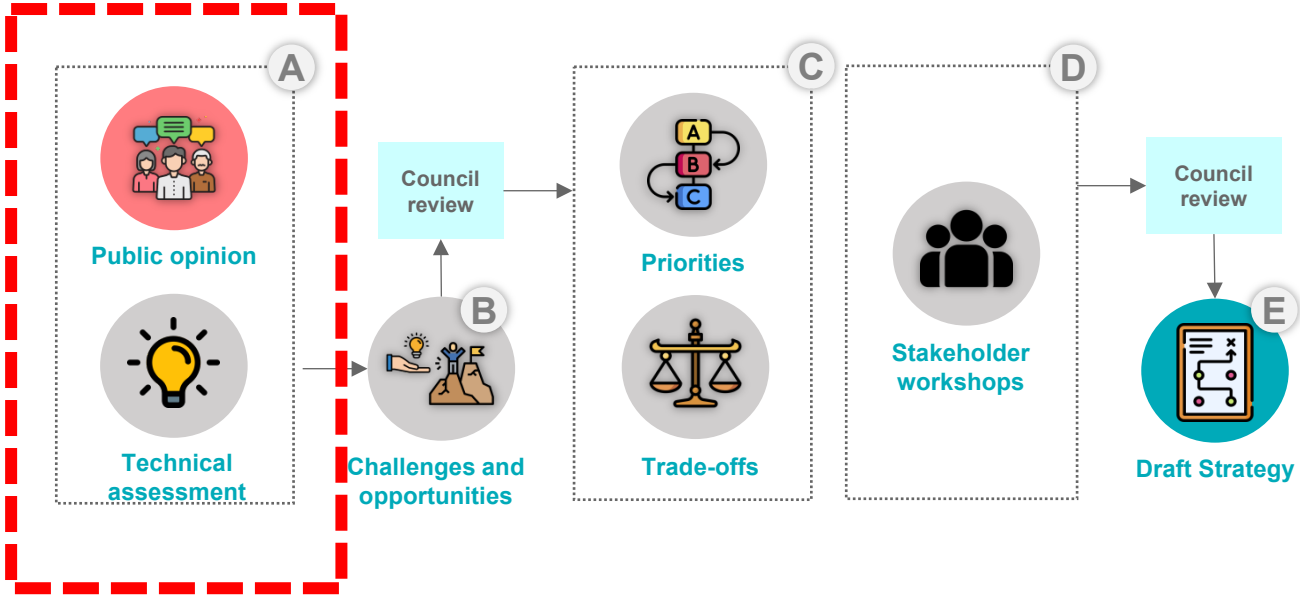 A
Public opinion
Technical
assessment
B
Challenges and
opportunities
Council
review
C
A
B
C
Priorities
Trade-offs
D
Stakeholder
workshops
Council
review
E
Draft Strategy